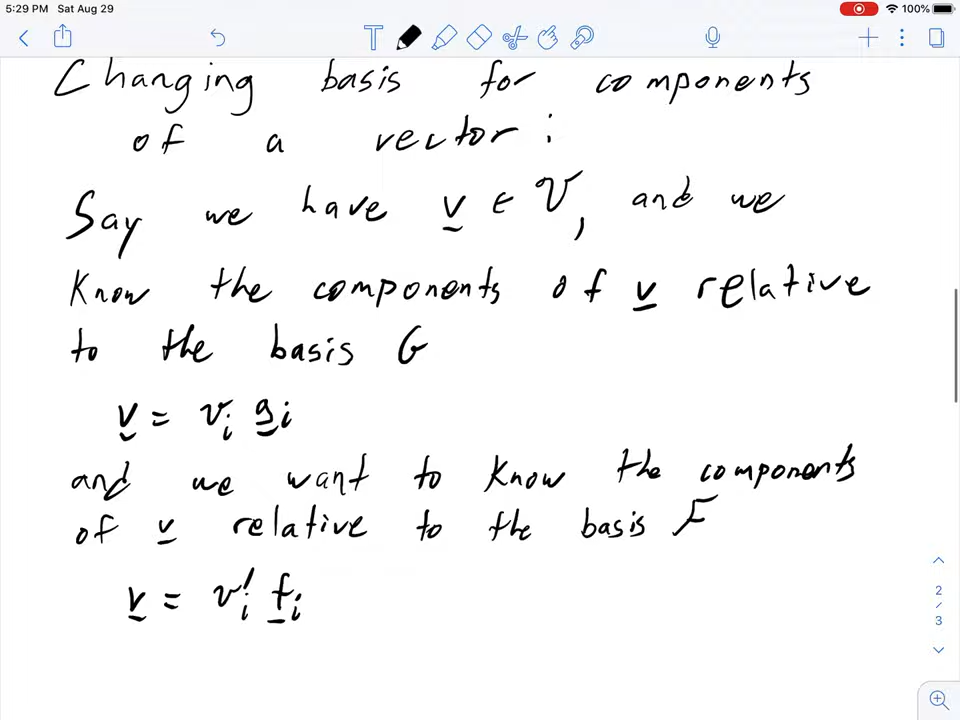 5:29 PM Sat Aug 29 100%
Changing basis for components
of a vector:
Say we have v ∈ V, and we
know the components of v relative
to the basis G
v = vᵢ gᵢ
and we want to know the components
of v relative to the basis F
v = v'ᵢ fᵢ
2
/
3